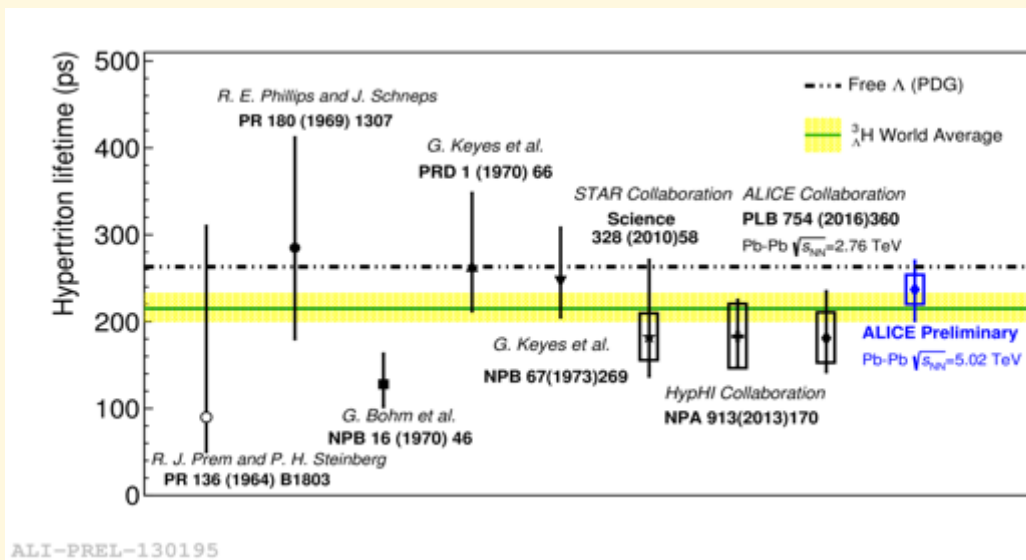 Hypertriton lifetime (ps)
500
400
300
200
100
0
R. E. Phillips and J. Schneps
PR 180 (1969) 1307
G. Keyes et al.
PRD 1 (1970) 66
STAR Collaboration
Science
328 (2010)58
ALICE Collaboration
PLB 754 (2016)360
Pb-Pb √sNN=2.76 TeV
Free Λ (PDG)
3ΛH World Average
G. Keyes et al.
NPB 67(1973)269
ALICE Preliminary
Pb-Pb √sNN=5.02 TeV
HypHI Collaboration
NPA 913(2013)170
G. Bohm et al.
NPB 16 (1970) 46
R. J. Prem and P. H. Steinberg
PR 136 (1964) B1803
ALI-PREL-130195